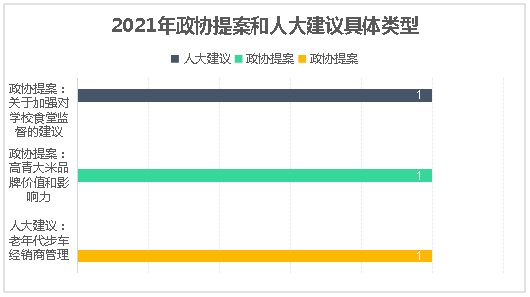 2021年政协提案和人大建议具体类型
人大建议 政协提案 政协提案
政协提案：
关于加强对
学校食堂监
督的建议
1
政协提案：
高青大米品
牌价值和影
响力
1
人大建议：
老年代步车
经销商管理
1